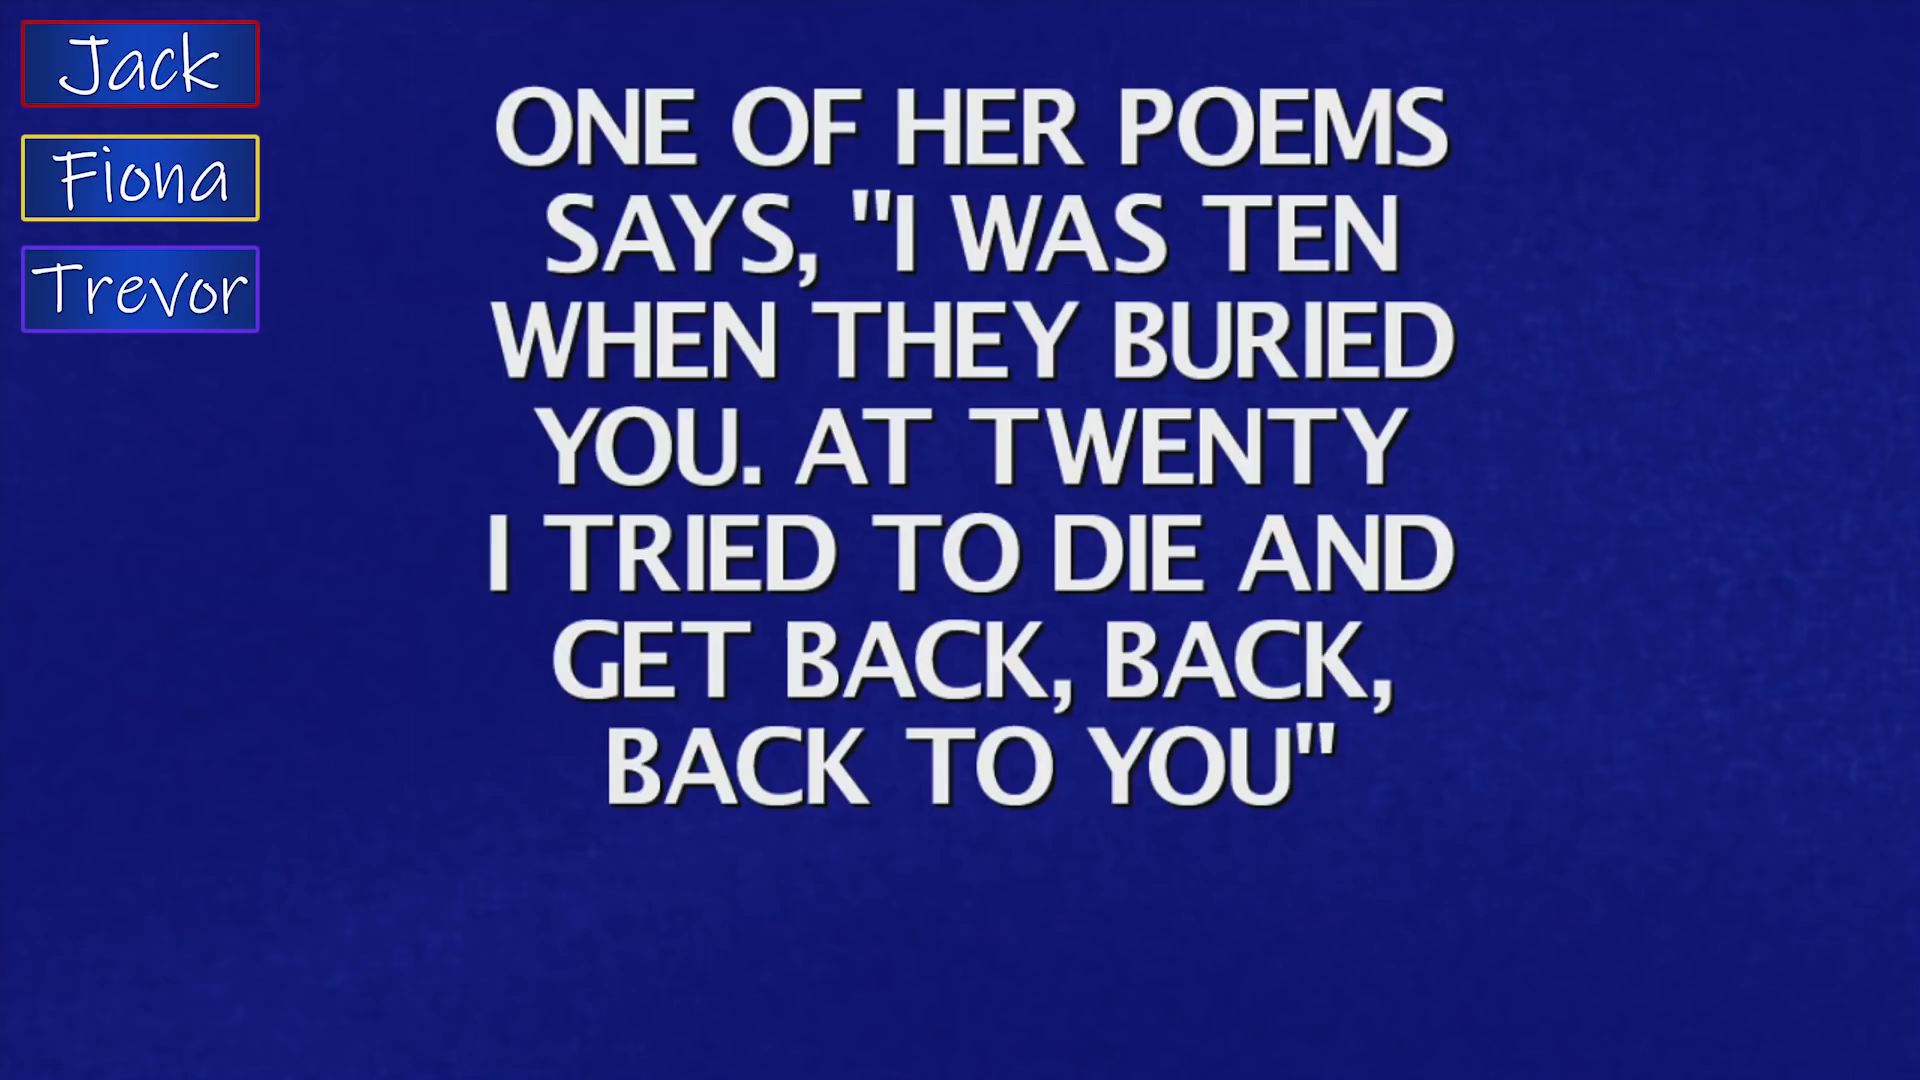 Jack
Fiona
Trevor
ONE OF HER POEMS
SAYS, "I WAS TEN
WHEN THEY BURIED
YOU. AT TWENTY
I TRIED TO DIE AND
GET BACK, BACK,
BACK TO YOU"